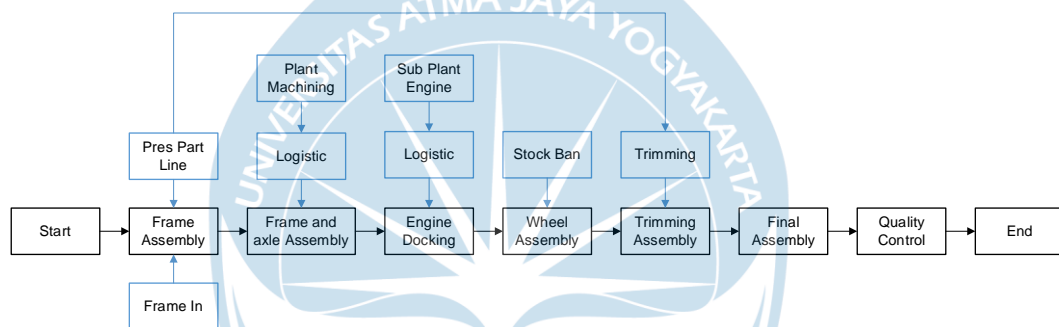 UNIVERSITAS ATMA JAYA YOGYAKARTA
Plant
Machining
Sub Plant
Engine
Pres Part
Line
Logistic
Logistic
Stock Ban
Trimming
Start
Frame
Assembly
Frame and
axle Assembly
Engine
Docking
Wheel
Assembly
Trimming
Assembly
Final
Assembly
Quality
Control
End
Frame In